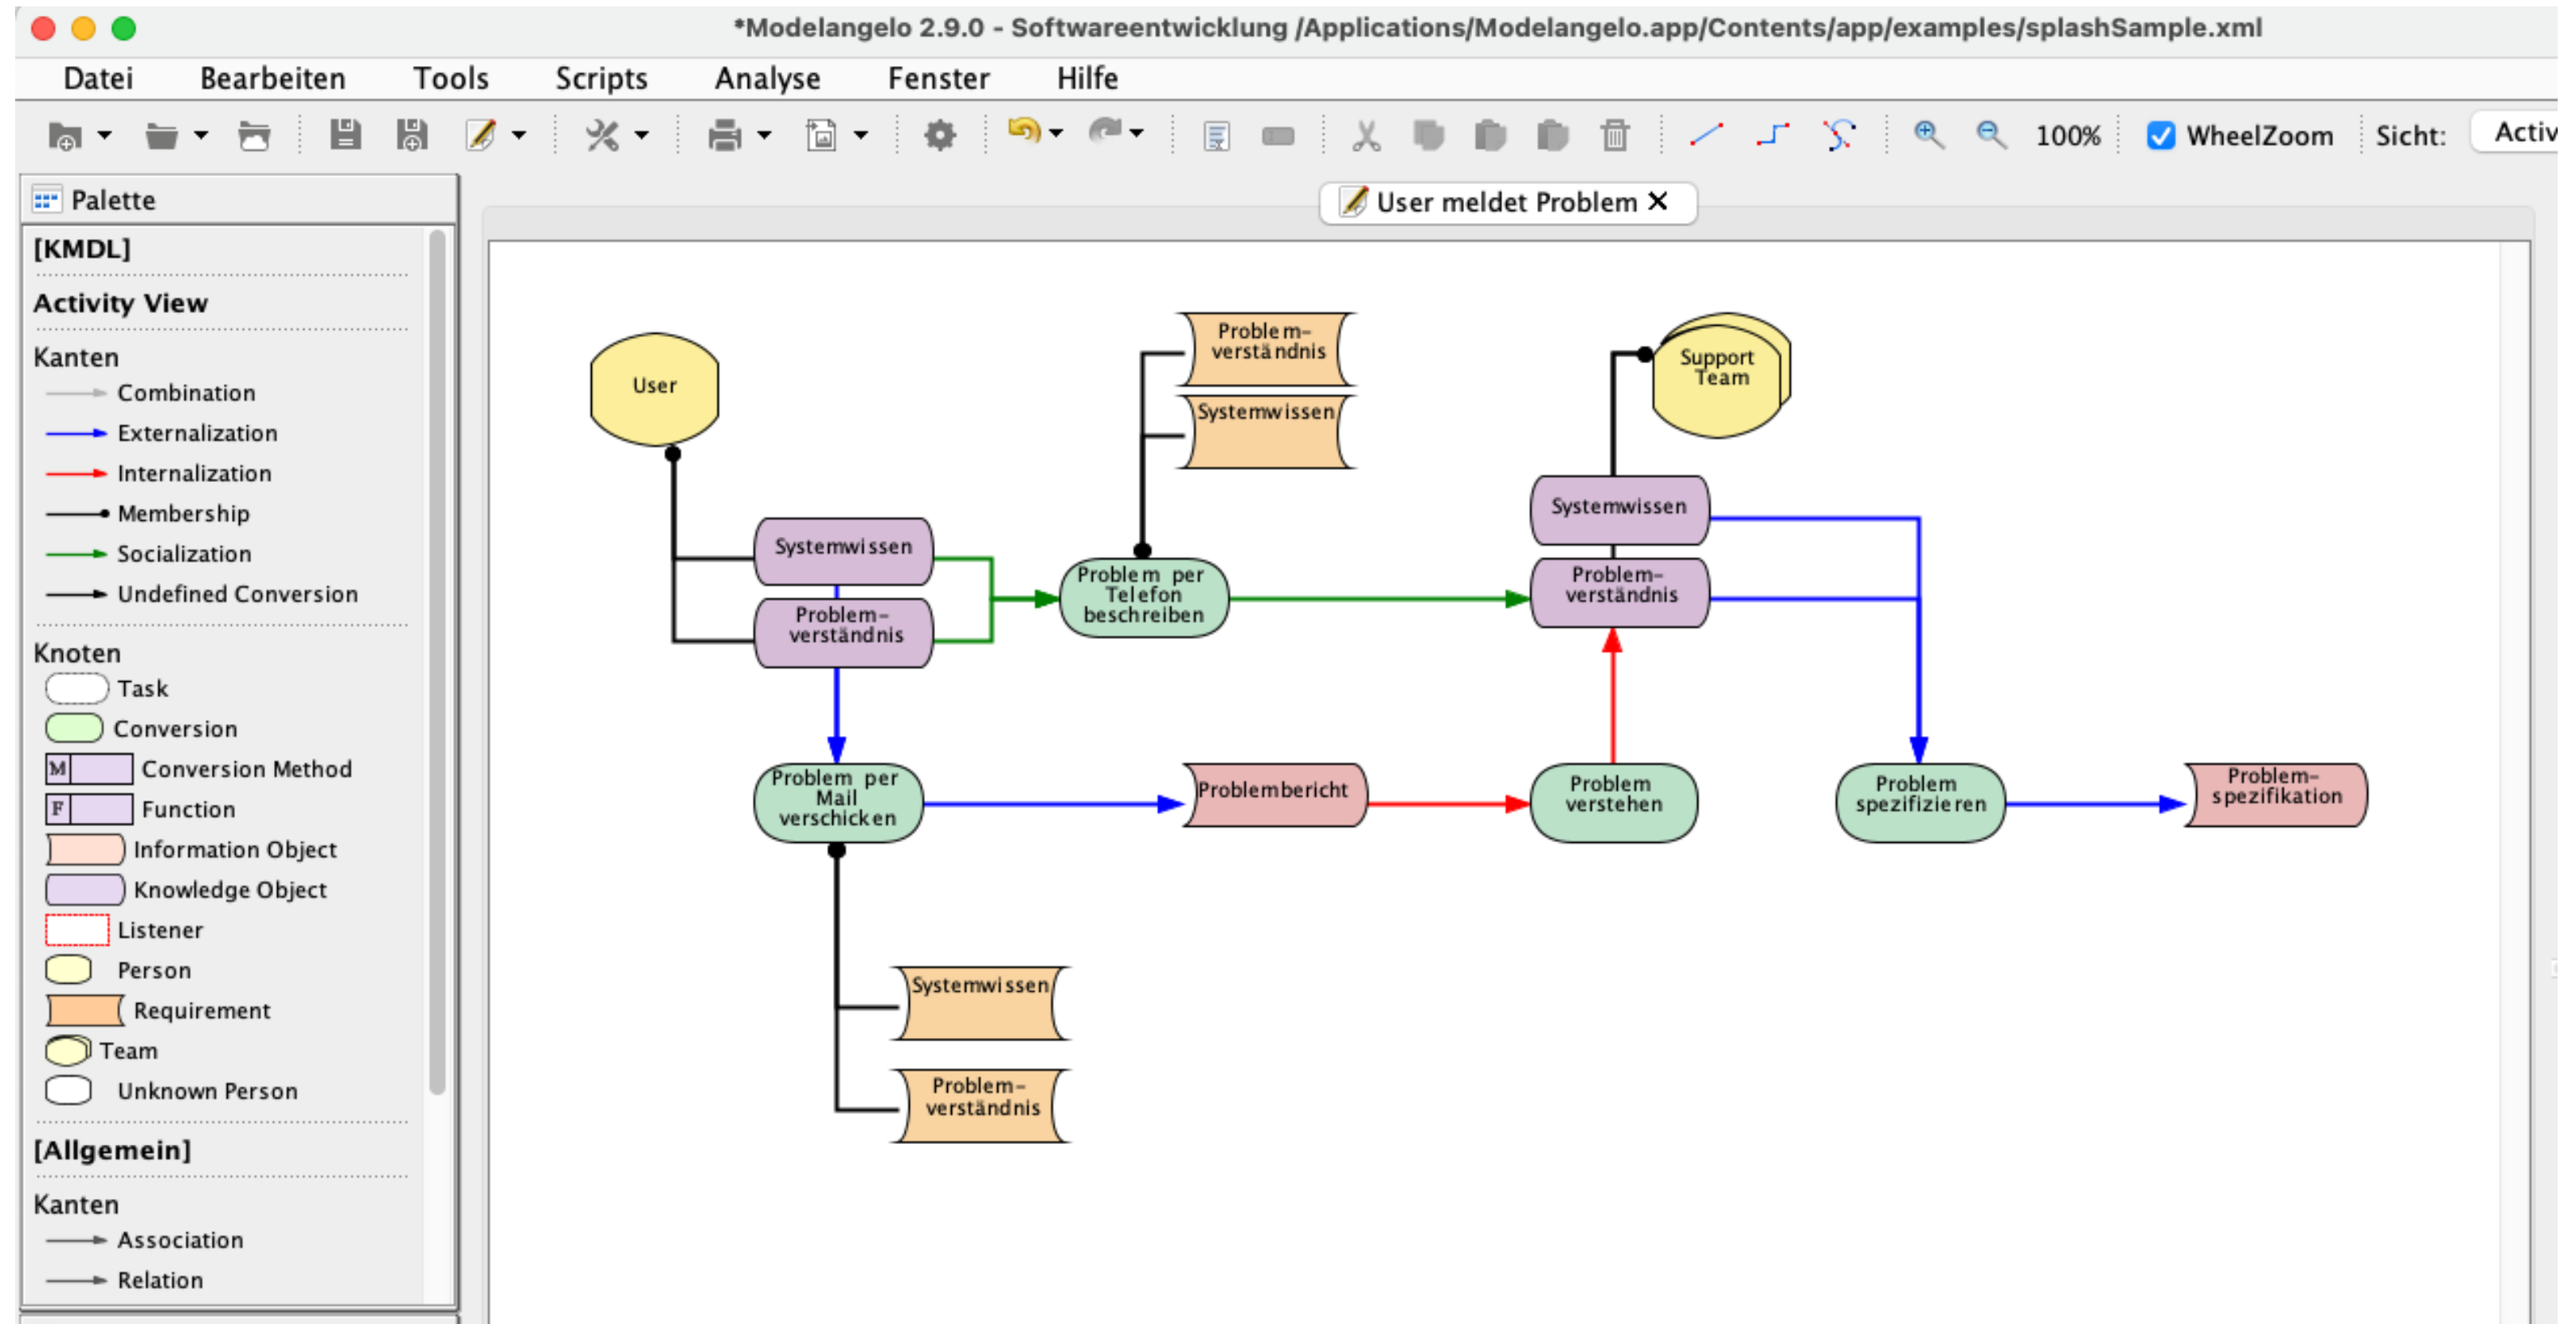 *Modelangelo 2.9.0 - Softwareentwicklung /Applications/Modelangelo.app/Contents/app/examples/splashSample.xml
Datei Bearbeiten Tools Scripts Analyse Fenster Hilfe
100% WheelZoom Sicht: Activ
Palette
User meldet Problem
[KMDL]
Activity View
Kanten
Combination
Externalization
Internalization
Membership
Socialization
Undefined Conversion
Knoten
Task
Conversion
M Conversion Method
F Function
Information Object
Knowledge Object
Listener
Person
Requirement
Team
Unknown Person
[Allgemein]
Kanten
Association
Relation
User
Problem-
verständnis
Systemwissen
Support
Team
Systemwissen
Problem-
verständnis
Problem per
Telefon
beschreiben
Systemwissen
Problem-
verständnis
Problem per
Mail
verschicken
Problembericht
Problem
verstehen
Problem
spezifizieren
Problem-
spezifikation
Systemwissen
Problem-
verständnis